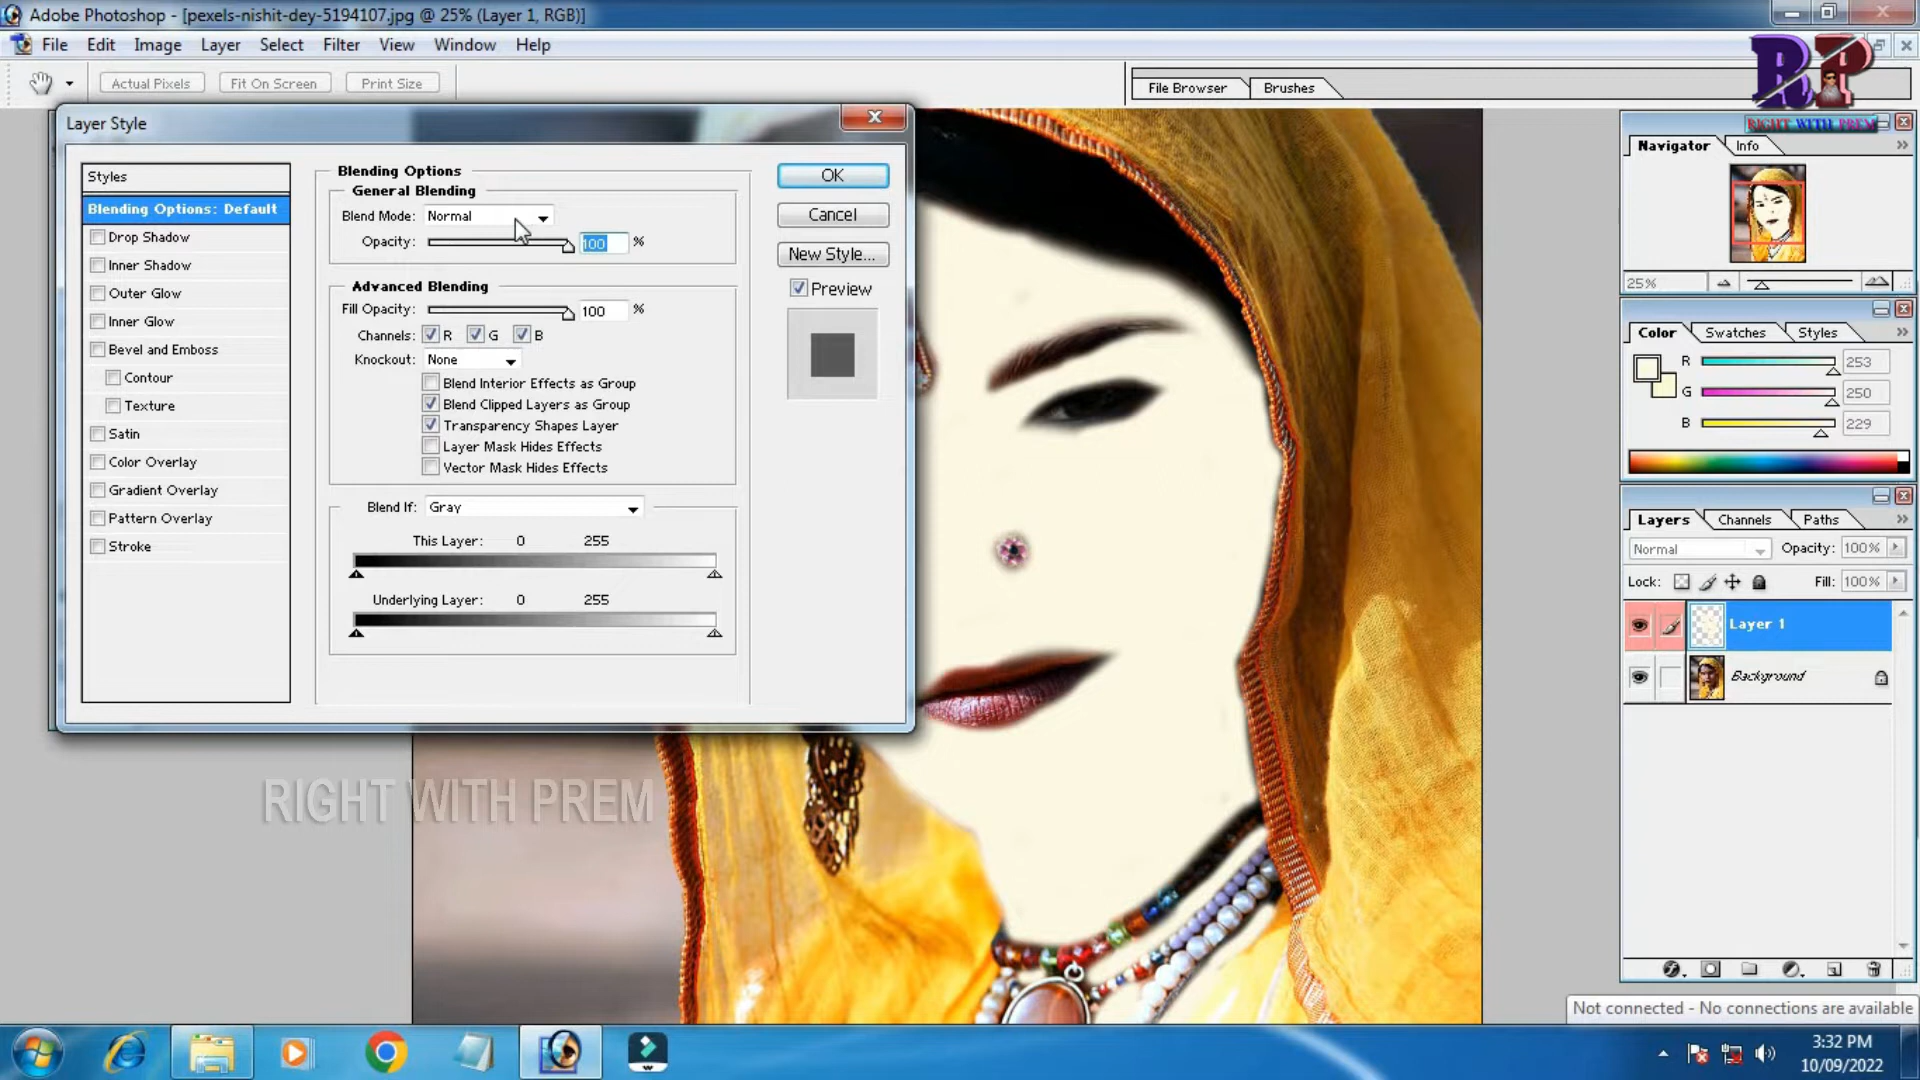 Adobe Photoshop - [pexels-nishit-dey-5194107.jpg @ 25% (Layer 1, RGB)]
File Edit Image Layer Select Filter View Window Help
Actual Pixels Fit On Screen Print Size
File Browser Brushes
BP
RIGHT WITH PREM
Layer Style
Styles
Blending Options: Default
Drop Shadow
Inner Shadow
Outer Glow
Inner Glow
Bevel and Emboss
Contour
Texture
Satin
Color Overlay
Gradient Overlay
Pattern Overlay
Stroke
Blending Options
General Blending
Blend Mode: Normal
Opacity: 100 %
Advanced Blending
Fill Opacity: 100 %
Channels: R G B
Knockout: None
Blend Interior Effects as Group
Blend Clipped Layers as Group
Transparency Shapes Layer
Layer Mask Hides Effects
Vector Mask Hides Effects
Blend If: Gray
This Layer: 0 255
Underlying Layer: 0 255
OK
Cancel
New Style...
Preview
Navigator Info
25%
Color Swatches Styles
R 253
G 250
B 229
Layers Channels Paths
Normal Opacity: 100%
Lock: Fill: 100%
Layer 1
Background
RIGHT WITH PREM
Not connected - No connections are available
3:32 PM
10/09/2022